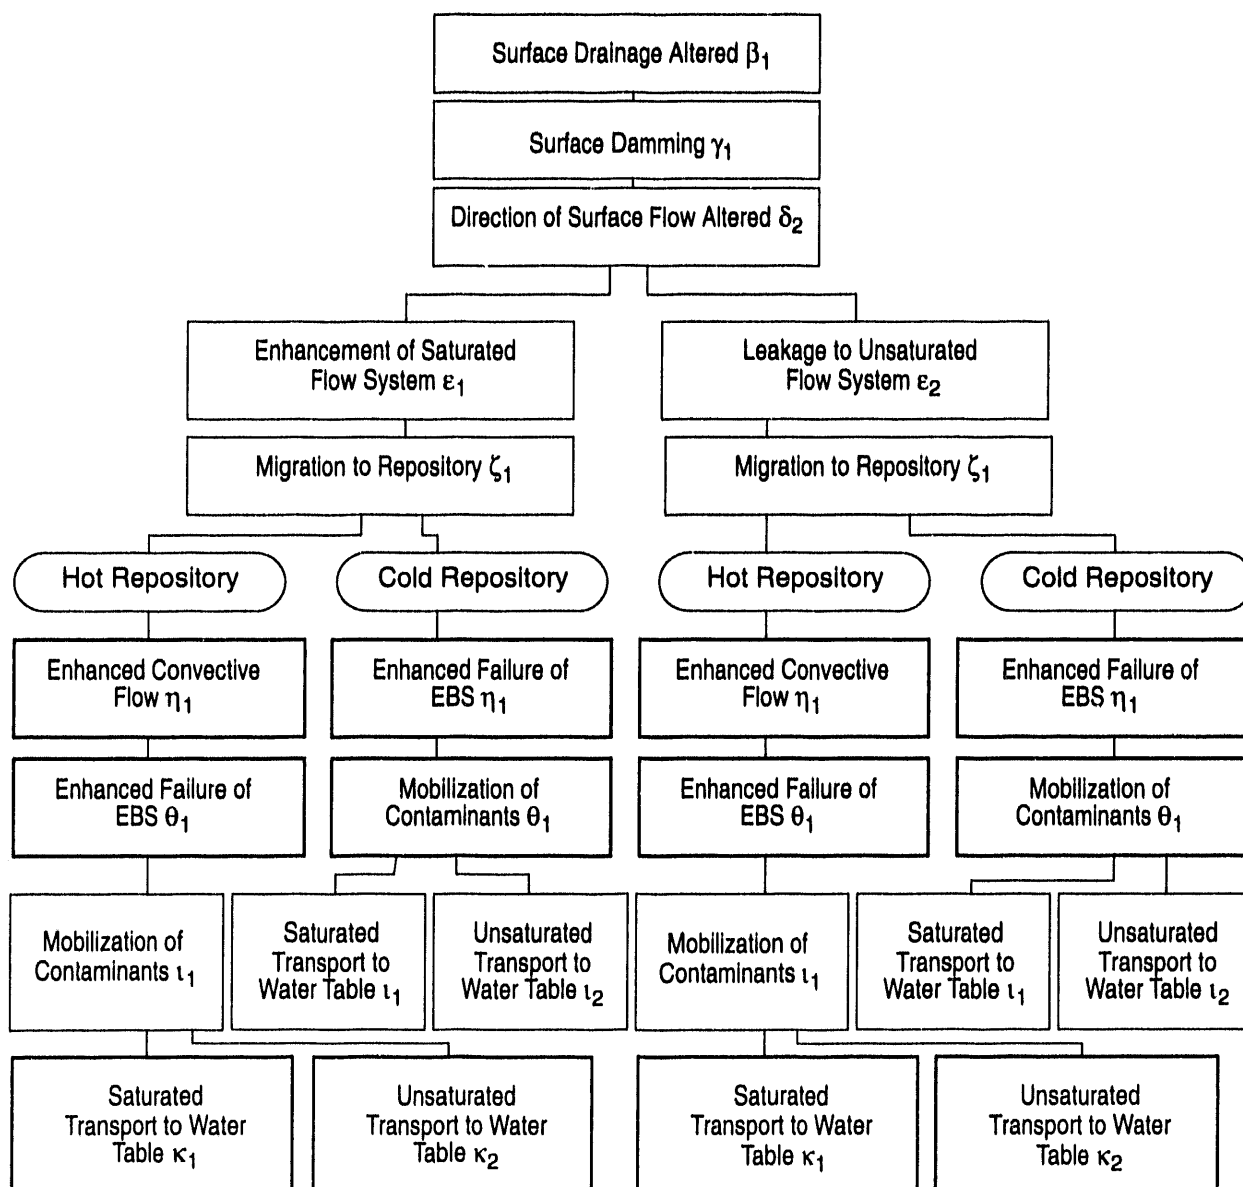 Surface Drainage Altered β1
Surface Damming γ1
Direction of Surface Flow Altered δ2
Enhancement of Saturated
Flow System ε1
Leakage to Unsaturated
Flow System ε2
Migration to Repository ζ1
Migration to Repository ζ1
Hot Repository
Cold Repository
Hot Repository
Cold Repository
Enhanced Convective
Flow η1
Enhanced Failure of
EBS η1
Enhanced Convective
Flow η1
Enhanced Failure of
EBS η1
Enhanced Failure of
EBS θ1
Mobilization of
Contaminants θ1
Enhanced Failure of
EBS θ1
Mobilization of
Contaminants θ1
Mobilization of
Contaminants ι1
Saturated
Transport to
Water Table ι1
Unsaturated
Transport to
Water Table ι2
Mobilization of
Contaminants ι1
Saturated
Transport to
Water Table ι1
Unsaturated
Transport to
Water Table ι2
Saturated
Transport to Water
Table κ1
Unsaturated
Transport to Water
Table κ2
Saturated
Transport to Water
Table κ1
Unsaturated
Transport to Water
Table κ2